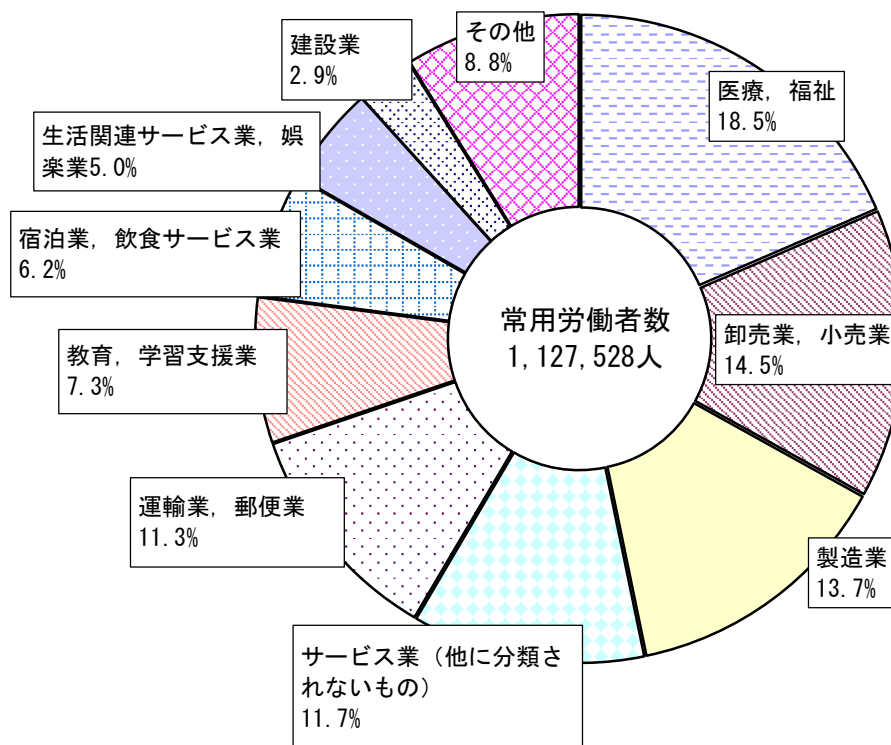 その他
8.8%
建設業
2.9%
医療，福祉
18.5%
生活関連サービス業，娯
楽業5.0%
宿泊業，飲食サービス業
6.2%
常用労働者数
1,127,528人
卸売業，小売業
14.5%
教育，学習支援業
7.3%
運輸業，郵便業
11.3%
製造業
13.7%
サービス業（他に分類さ
れないもの）
11.7%